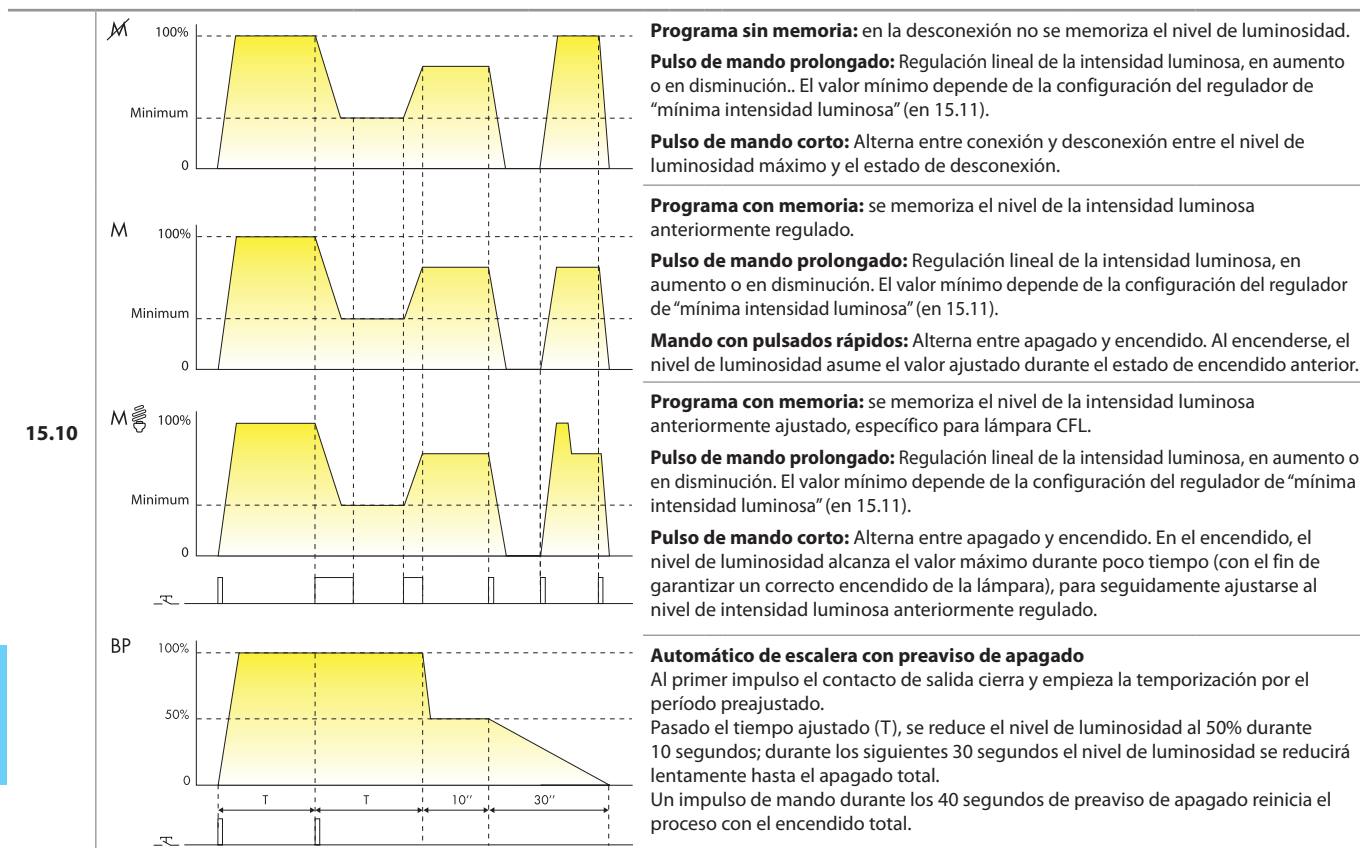 15.10
M
100%
Minimum
0
Programa sin memoria: en la desconexión no se memoriza el nivel de luminosidad.
Pulso de mando prolongado: Regulación lineal de la intensidad luminosa, en aumento
o en disminución.. El valor mínimo depende de la configuración del regulador de
“mínima intensidad luminosa” (en 15.11).
Pulso de mando corto: Alterna entre conexión y desconexión entre el nivel de
luminosidad máximo y el estado de desconexión.
M
100%
Minimum
0
Programa con memoria: se memoriza el nivel de la intensidad luminosa
anteriormente regulado.
Pulso de mando prolongado: Regulación lineal de la intensidad luminosa, en
aumento o en disminución. El valor mínimo depende de la configuración del regulador
de “mínima intensidad luminosa” (en 15.11).
Mando con pulsados rápidos: Alterna entre apagado y encendido. Al encenderse, el
nivel de luminosidad asume el valor ajustado durante el estado de encendido anterior.
M
100%
Minimum
0
Programa con memoria: se memoriza el nivel de la intensidad luminosa
anteriormente ajustado, específico para lámpara CFL.
Pulso de mando prolongado: Regulación lineal de la intensidad luminosa, en aumento o
en disminución. El valor mínimo depende de la configuración del regulador de “mínima
intensidad luminosa” (en 15.11).
Pulso de mando corto: Alterna entre apagado y encendido. En el encendido, el
nivel de luminosidad alcanza el valor máximo durante poco tiempo (con el fin de
garantizar un correcto encendido de la lámpara), para seguidamente ajustarse al
nivel de intensidad luminosa anteriormente regulado.
BP
100%
50%
0
T T 10’’ 30’’
Automático de escalera con preaviso de apagado
Al primer impulso el contacto de salida cierra y empieza la temporización por el
período preajustado.
Pasado el tiempo ajustado (T), se reduce el nivel de luminosidad al 50% durante
10 segundos; durante los siguientes 30 segundos el nivel de luminosidad se reducirá
lentamente hasta el apagado total.
Un impulso de mando durante los 40 segundos de preaviso de apagado reinicia el
proceso con el encendido total.